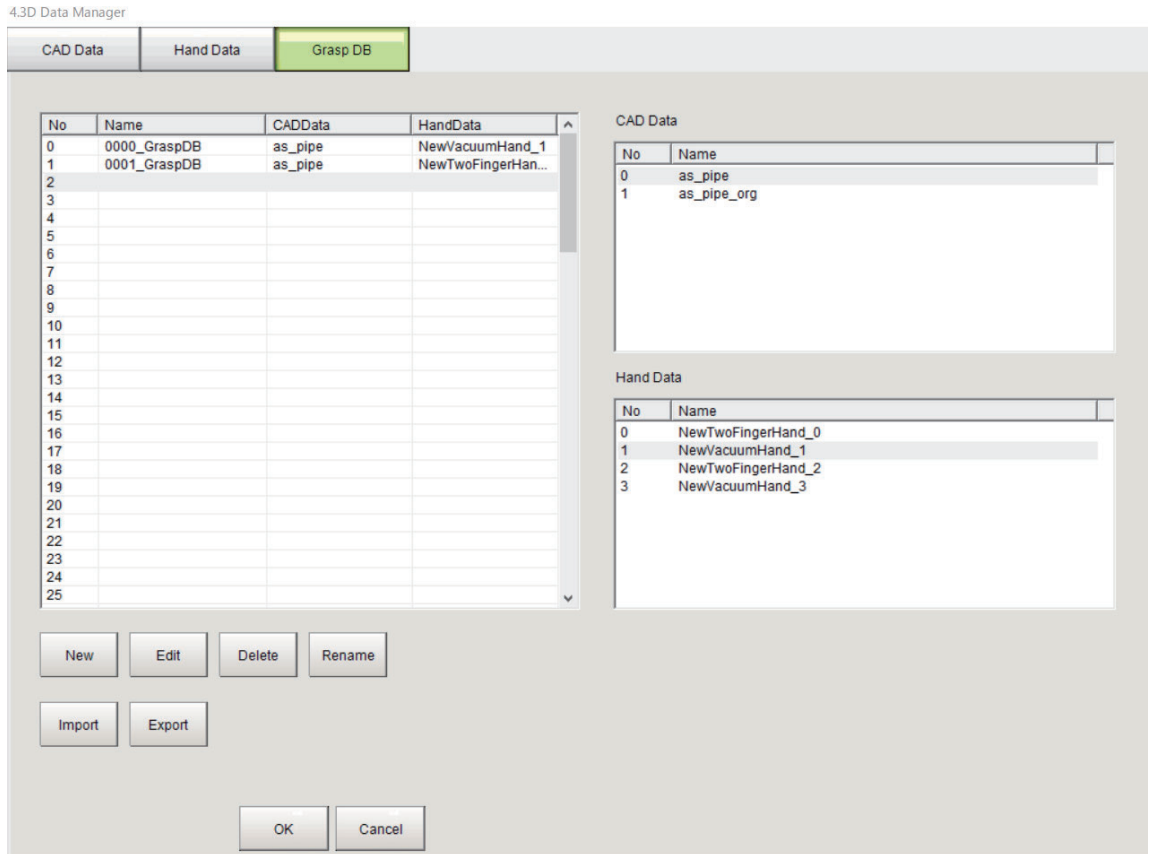 4.3D Data Manager
CAD Data Hand Data Grasp DB
No Name CADData HandData
0 0000_GraspDB as_pipe NewVacuumHand_1
1 0001_GraspDB as_pipe NewTwoFingerHan...
2
3
4
5
6
7
8
9
10
11
12
13
14
15
16
17
18
19
20
21
22
23
24
25
New Edit Delete Rename
Import Export
CAD Data
No Name
0 as_pipe
1 as_pipe_org
Hand Data
No Name
0 NewTwoFingerHand_0
1 NewVacuumHand_1
2 NewTwoFingerHand_2
3 NewVacuumHand_3
OK Cancel